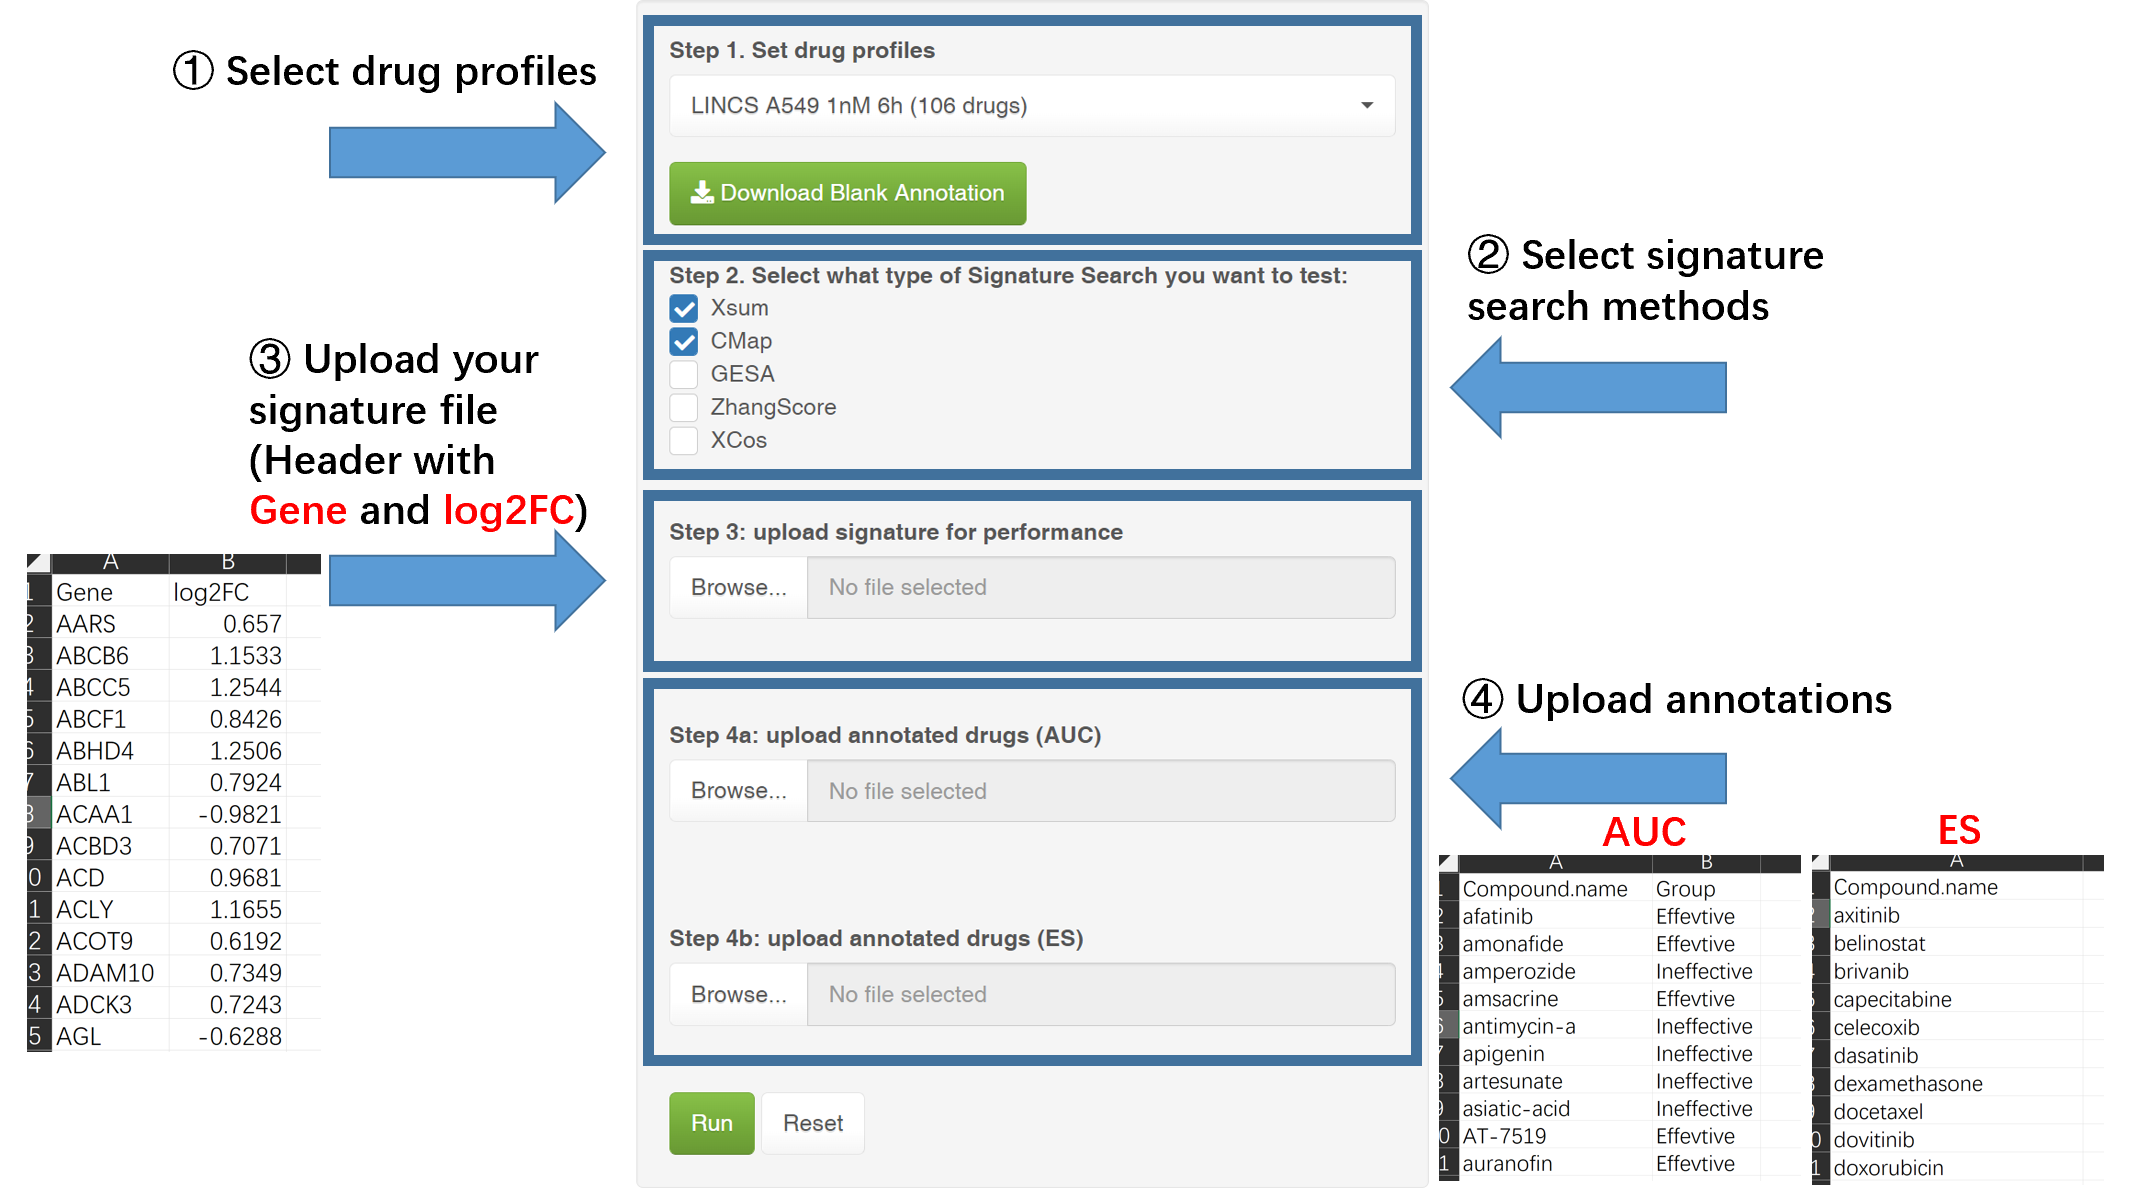 ① Select drug profiles
Step 1. Set drug profiles
LINCS A549 1nM 6h (106 drugs)
Download Blank Annotation
② Select signature
search methods
Step 2. Select what type of Signature Search you want to test:
Xsum
CMap
GESA
ZhangScore
XCos
③ Upload your
signature file
(Header with
Gene and log2FC)
Step 3: upload signature for performance
Browse... No file selected
A B
1 Gene log2FC
2 AARS 0.657
3 ABCB6 1.1533
4 ABCC5 1.2544
5 ABCF1 0.8426
6 ABHD4 1.2506
7 ABL1 0.7924
8 ACAA1 -0.9821
9 ACBD3 0.7071
0 ACD 0.9681
1 ACLY 1.1655
2 ACOT9 0.6192
3 ADAM10 0.7349
4 ADCK3 0.7243
5 AGL -0.6288
④ Upload annotations
Step 4a: upload annotated drugs (AUC)
Browse... No file selected
Step 4b: upload annotated drugs (ES)
Browse... No file selected
Run Reset
AUC
A B
Compound.name Group
2 afatinib Effevtive
3 amonafide Effevtive
4 amperozide Ineffective
5 amsacrine Effevtive
6 antimycin-a Ineffective
7 apigenin Ineffective
8 artesunate Ineffective
9 asiatic-acid Ineffective
0 AT-7519 Effevtive
1 auranofin Effevtive
ES
A
Compound.name
2 axitinib
3 belinostat
brivanib
5 capecitabine
6 celecoxib
7 dasatinib
8 dexamethasone
9 docetaxel
0 dovitinib
1 doxorubicin